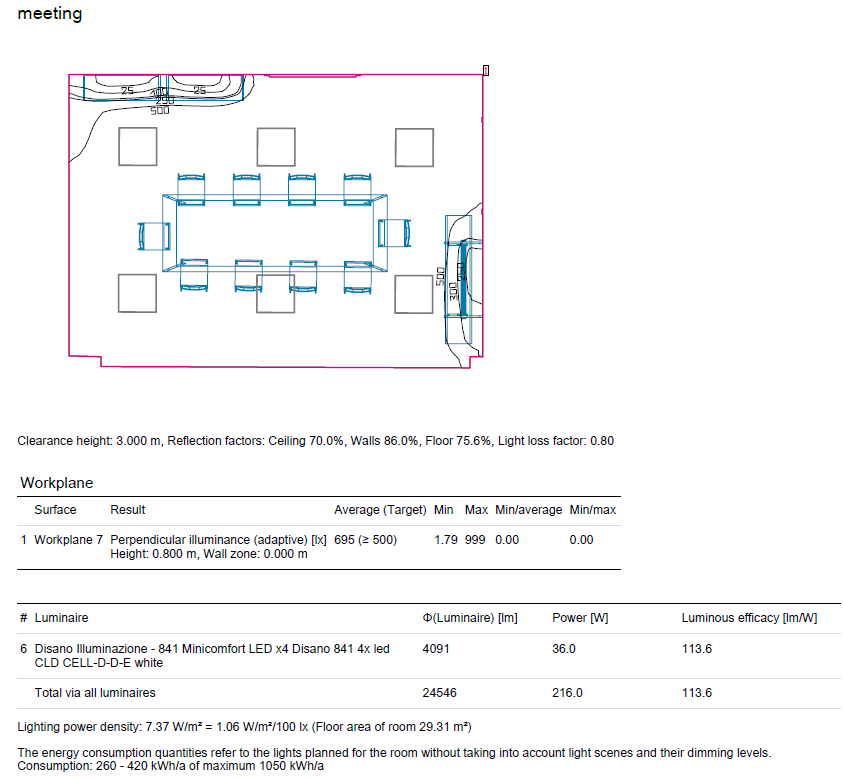 meeting
1
25
100
25
200
500
500
300
Clearance height: 3.000 m, Reflection factors: Ceiling 70.0%, Walls 86.0%, Floor 75.6%, Light loss factor: 0.80
Workplane
Surface Result Average (Target) Min Max Min/average Min/max
1 Workplane 7 Perpendicular illuminance (adaptive) [lx] 695 (≥ 500) 1.79 999 0.00 0.00
Height: 0.800 m, Wall zone: 0.000 m
# Luminaire Φ(Luminaire) [lm] Power [W] Luminous efficacy [lm/W]
6 Disano Illuminazione - 841 Minicomfort LED x4 Disano 841 4x led 4091 36.0 113.6
CLD CELL-D-D-E white
Total via all luminaires 24546 216.0 113.6
Lighting power density: 7.37 W/m² = 1.06 W/m²/100 lx (Floor area of room 29.31 m²)
The energy consumption quantities refer to the lights planned for the room without taking into account light scenes and their dimming levels.
Consumption: 260 - 420 kWh/a of maximum 1050 kWh/a